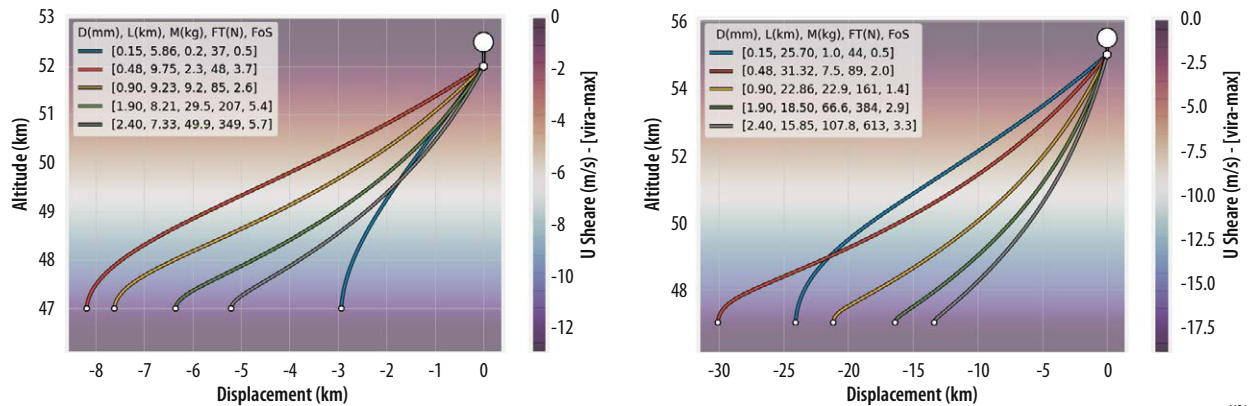 53
52
51
50
49
48
47
Altitude (km)
D(mm), L(km), M(kg), FT(N), FoS
[0.15, 5.86, 0.2, 37, 0.5]
[0.48, 9.75, 2.3, 48, 3.7]
[0.90, 9.23, 9.2, 85, 2.6]
[1.90, 8.21, 29.5, 207, 5.4]
[2.40, 7.33, 49.9, 349, 5.7]
-8 -7 -6 -5 -4 -3 -2 -1 0
Displacement (km)
0
-2
-4
-6
-8
-10
-12
U Sheare (m/s) - [vira-max]
56
54
52
50
48
Altitude (km)
D(mm), L(km), M(kg), FT(N), FoS
[0.15, 25.70, 1.0, 44, 0.5]
[0.48, 31.32, 7.5, 89, 2.0]
[0.90, 22.86, 22.9, 161, 1.4]
[1.90, 18.50, 66.6, 384, 2.9]
[2.40, 15.85, 107.8, 613, 3.3]
-30 -25 -20 -15 -10 -5 0
Displacement (km)
0.0
-2.5
-5.0
-7.5
-10.0
-12.5
-15.0
-17.5
U Sheare (m/s) - [vira-max]